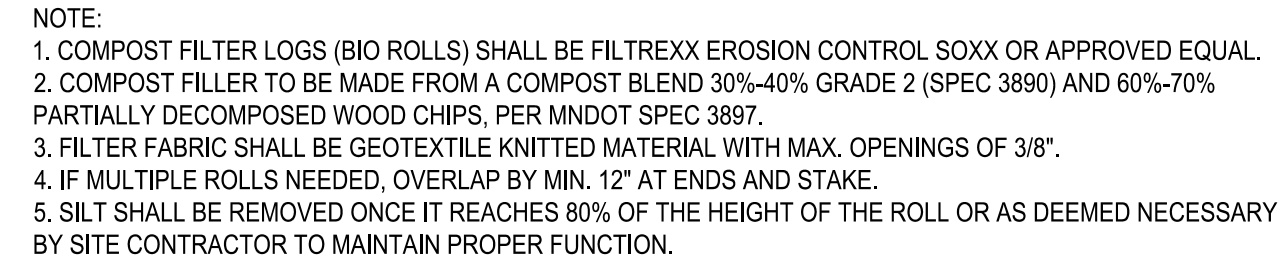 NOTE:
1. COMPOST FILTER LOGS (BIO ROLLS) SHALL BE FILTREXX EROSION CONTROL SOXX OR APPROVED EQUAL.
2. COMPOST FILLER TO BE MADE FROM A COMPOST BLEND 30%-40% GRADE 2 (SPEC 3890) AND 60%-70%
PARTIALLY DECOMPOSED WOOD CHIPS, PER MNDOT SPEC 3897.
3. FILTER FABRIC SHALL BE GEOTEXTILE KNITTED MATERIAL WITH MAX. OPENINGS OF 3/8".
4. IF MULTIPLE ROLLS NEEDED, OVERLAP BY MIN. 12" AT ENDS AND STAKE.
5. SILT SHALL BE REMOVED ONCE IT REACHES 80% OF THE HEIGHT OF THE ROLL OR AS DEEMED NECESSARY
BY SITE CONTRACTOR TO MAINTAIN PROPER FUNCTION.